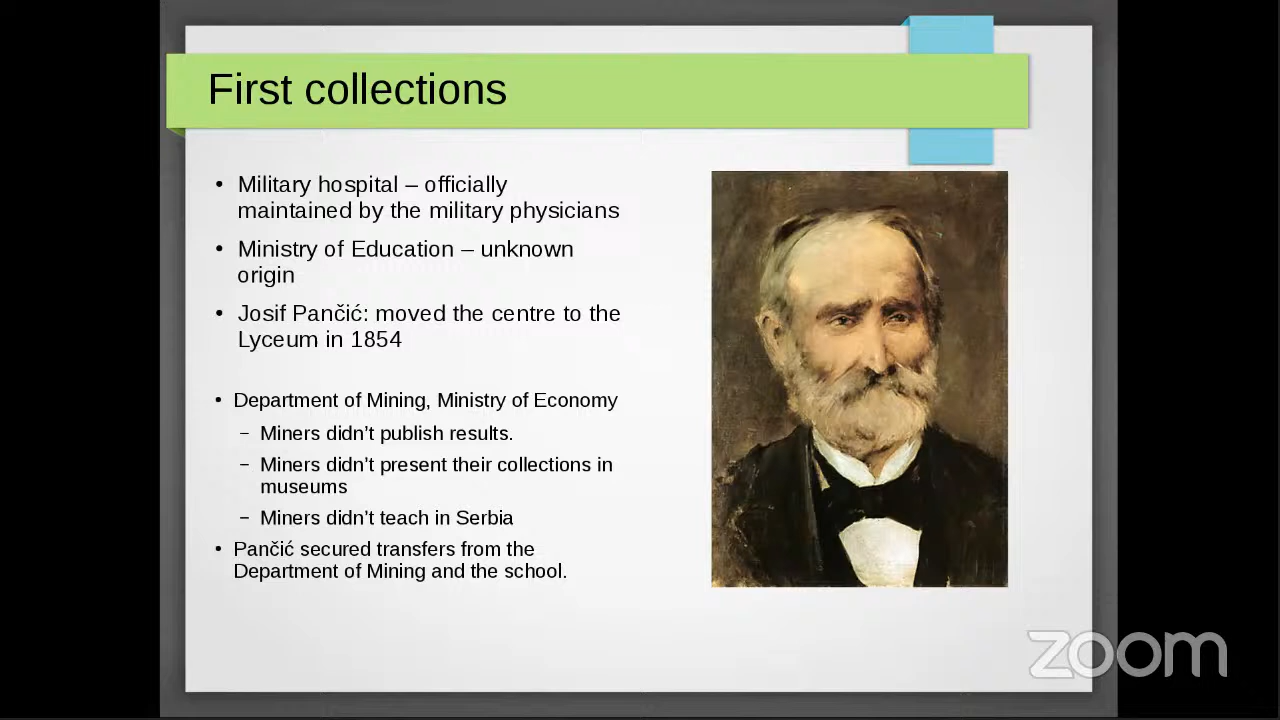 First collections
• Military hospital – officially
maintained by the military physicians
• Ministry of Education – unknown
origin
• Josif Pančić: moved the centre to the
Lyceum in 1854
• Department of Mining, Ministry of Economy
– Miners didn’t publish results.
– Miners didn’t present their collections in
museums
– Miners didn’t teach in Serbia
• Pančić secured transfers from the
Department of Mining and the school.
zoom